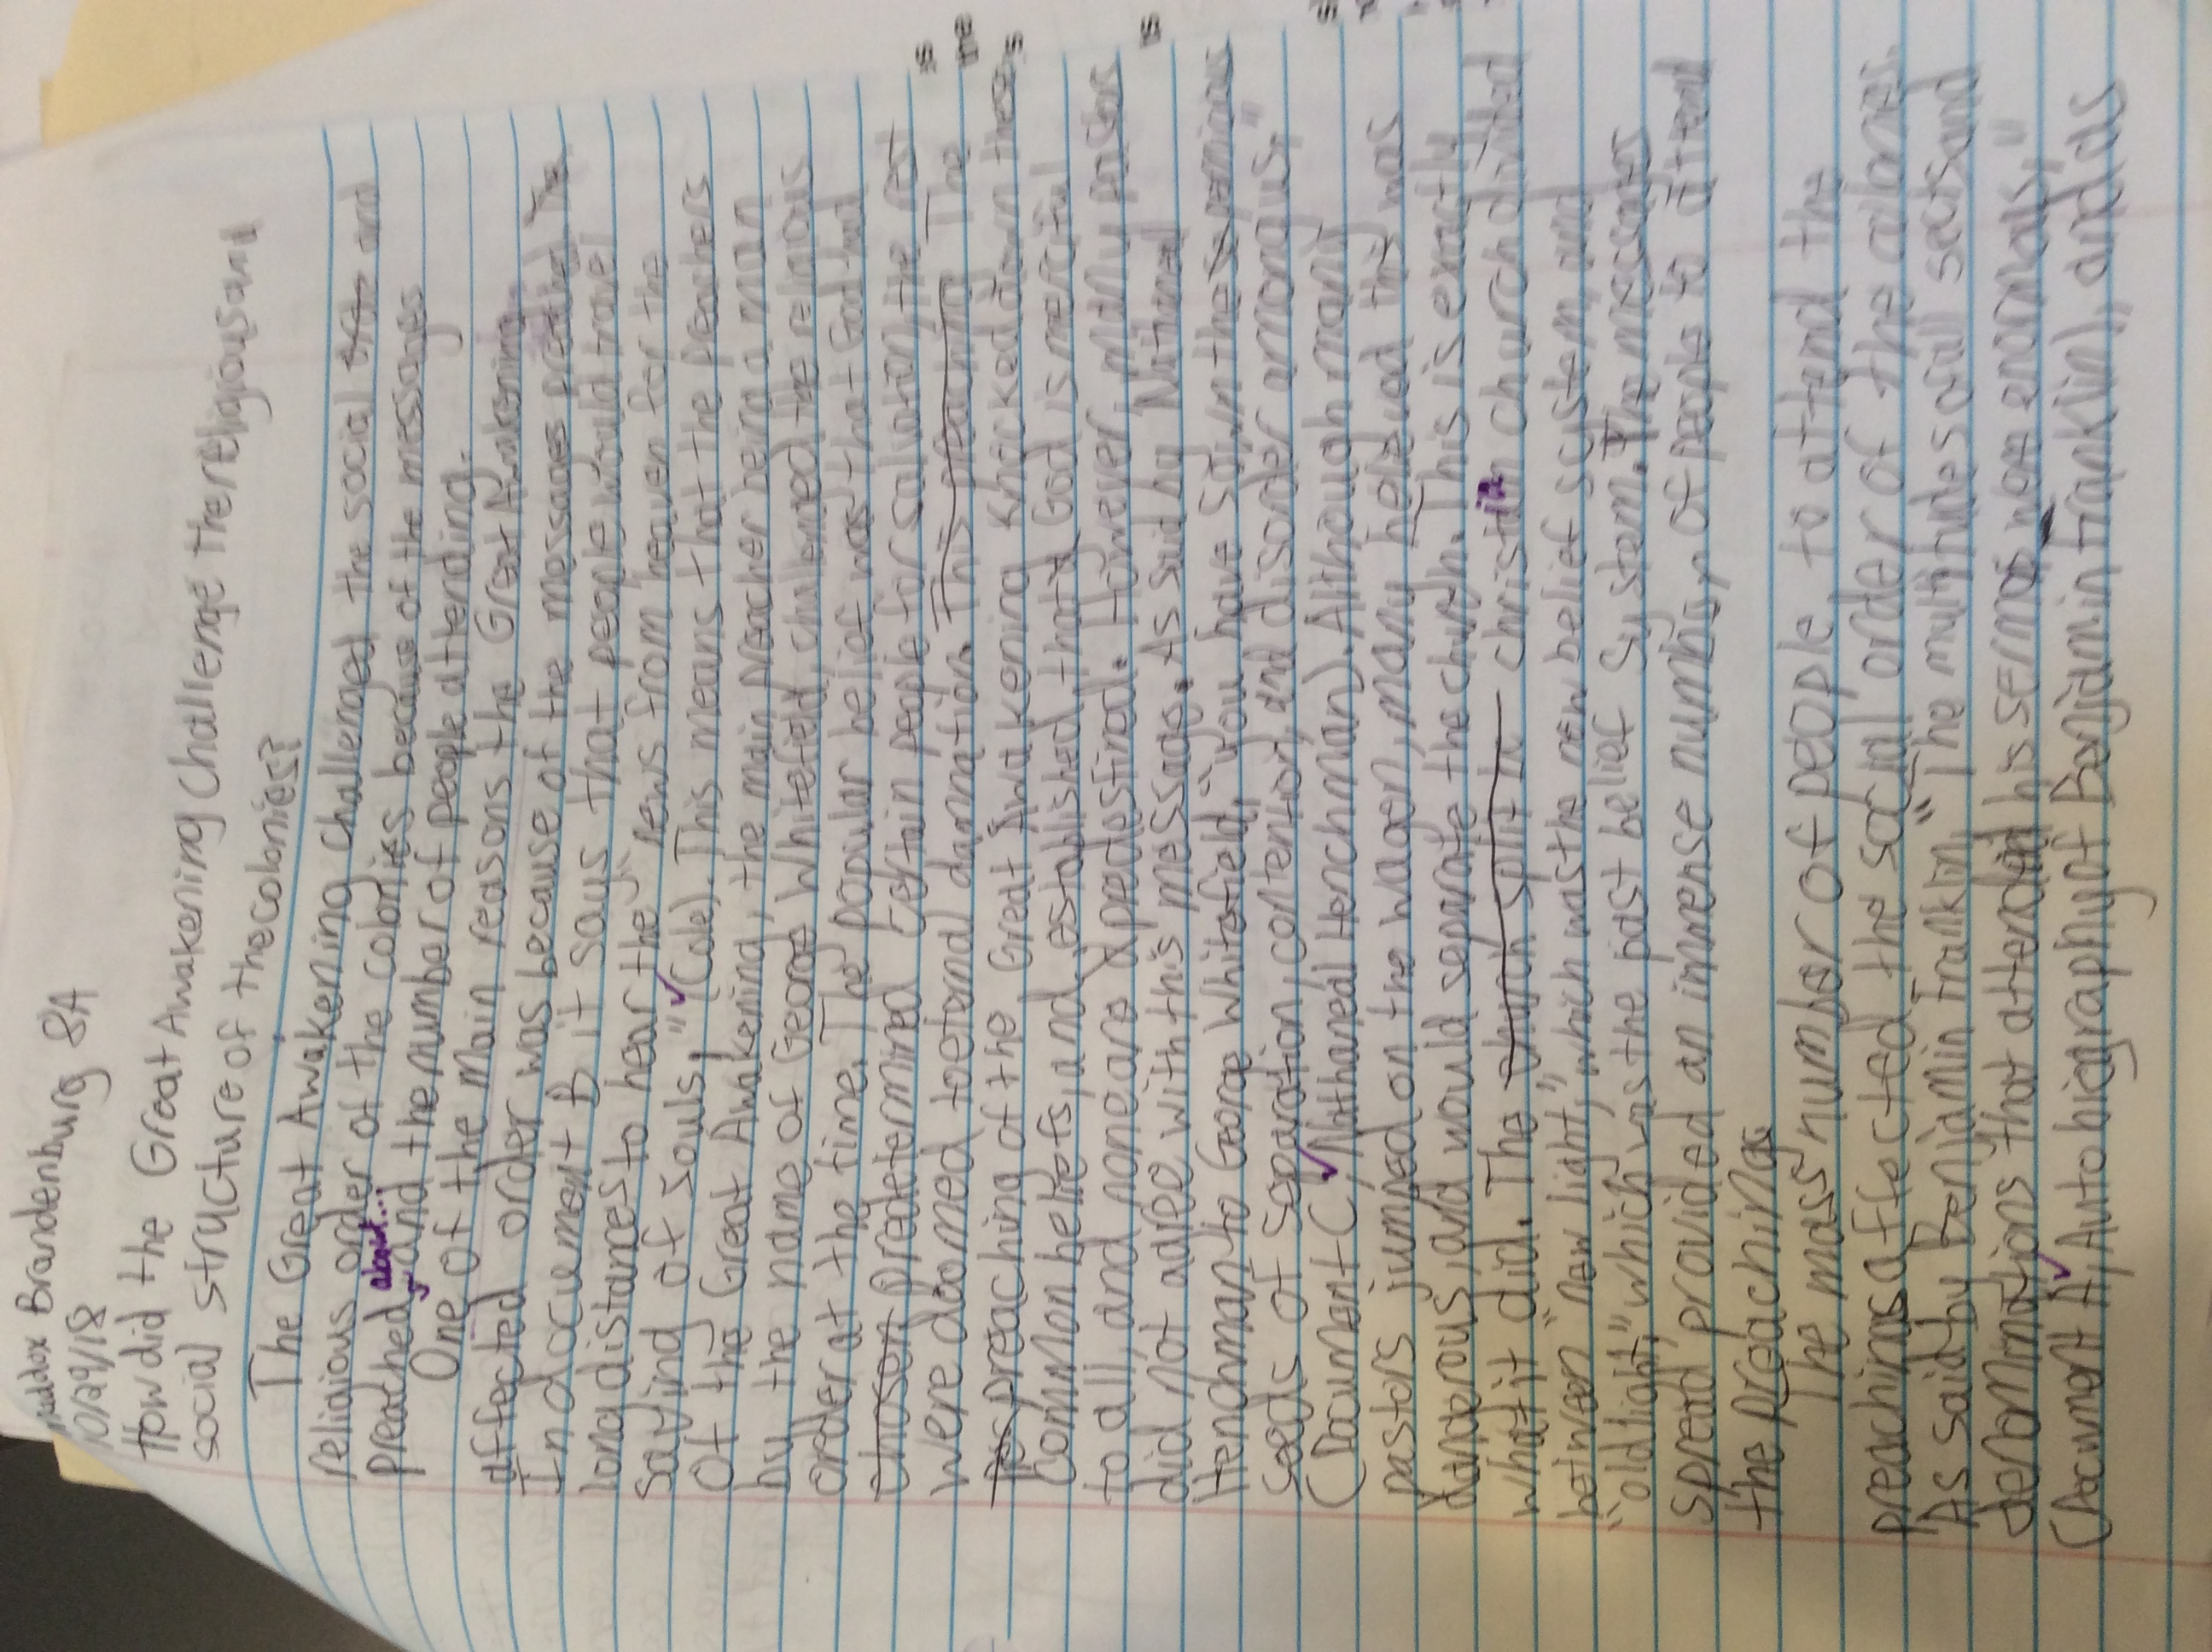 Maddox Brandenburg 8A
10/29/18
How did the Great Awakening Challenge the religious and
social structure of the colonies?
The Great Awakening challenged the social and
religious order of the colonies because of the messages
about...
preached, and the number of people attending.
One of the main reasons the Great Awakening
affected order was because of the messages preached.
In document B it says that people would travel
long distances to hear the "news from heaven for the
saving of souls," (Cole). This means that the preachers
of the Great Awakening, the main preacher being a man
by the name of George Whitefield, challenged the religious
order at the time. The popular belief was that God had
chosen predetermined certain people for salvation, the rest
were doomed to eternal damnation. This preaching The
preaching of the Great Awakening knocked down these
common beliefs, and established that God is merciful
to all, and none are predestined. However, many pastors
did not agree with this message. As said by
Henchman to George Whitefield, "you have sown these pernicious
seeds of separation, contention, and disorder among us,"
(Document C, Nathaneal Henchman). Although many
pastors jumped on the wagon, many believed this was
dangerous, and would separate the church. This is exactly
what it did. The church split in christian church divided
between "new light," which was the new belief system, and
"old light," which was the past belief system. The messages
spread provided an immense number of people to attend
the preachings.
The mass number of people to attend the
preachings affected the social order of the colonies.
As said by Benjamin Franklin, "The multitudes of all sects and
denominations that attended his sermons were enormous,"
(Document A, Autobiography of Benjamin Franklin), and as